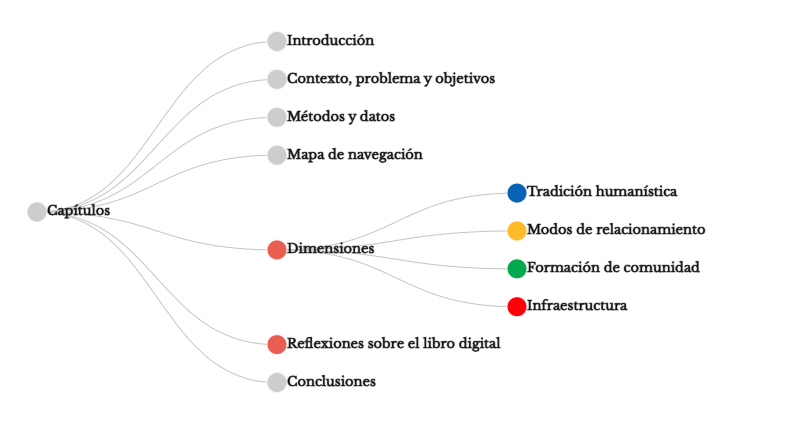 Introducción
Contexto, problema y objetivos
Métodos y datos
Mapa de navegación
Tradición humanística
Capítulos
Modos de relacionamiento
Dimensiones
Formación de comunidad
Infraestructura
Reflexiones sobre el libro digital
Conclusiones